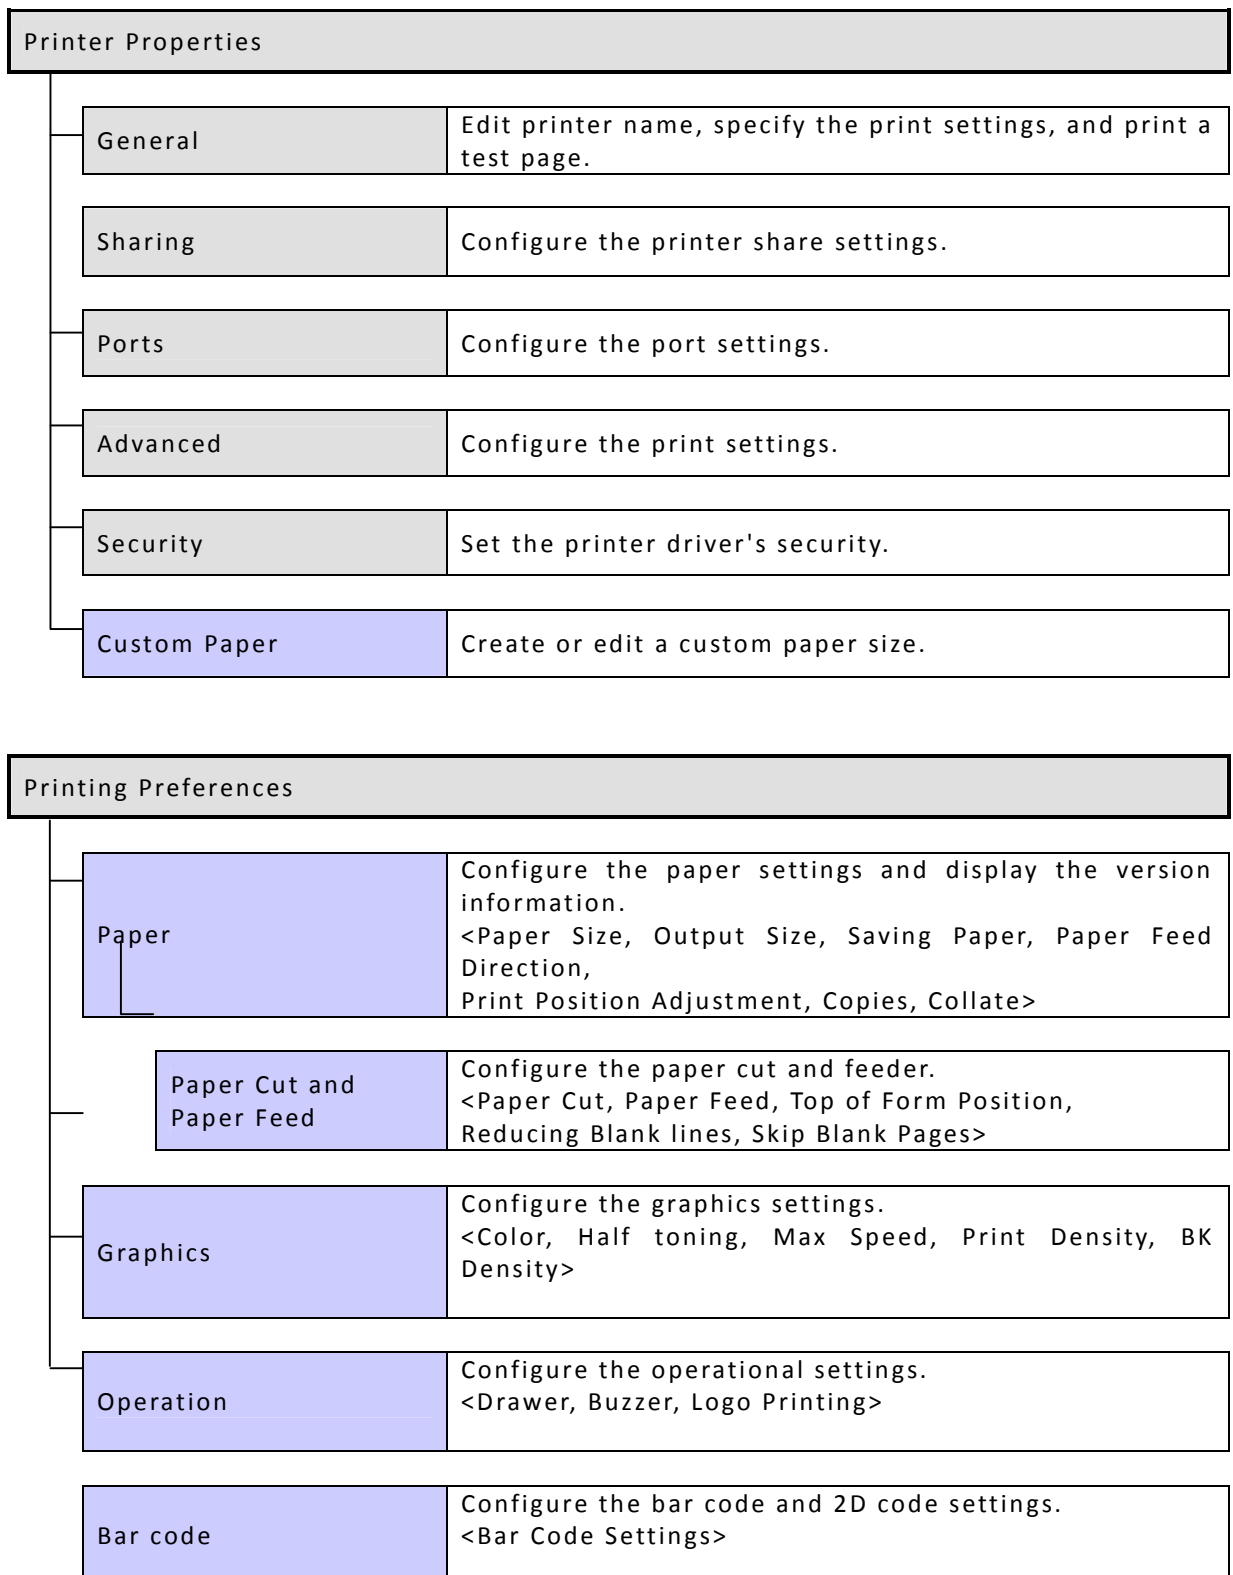 Printer Properties
General
Edit printer name, specify the print settings, and print a
test page.
Sharing
Configure the printer share settings.
Ports
Configure the port settings.
Advanced
Configure the print settings.
Security
Set the printer driver's security.
Custom Paper
Create or edit a custom paper size.
Printing Preferences
Paper
Configure the paper settings and display the version
information.
<Paper Size, Output Size, Saving Paper, Paper Feed
Direction,
Print Position Adjustment, Copies, Collate>
Paper Cut and
Paper Feed
Configure the paper cut and feeder.
<Paper Cut, Paper Feed, Top of Form Position,
Reducing Blank lines, Skip Blank Pages>
Graphics
Configure the graphics settings.
<Color, Half toning, Max Speed, Print Density, BK
Density>
Operation
Configure the operational settings.
<Drawer, Buzzer, Logo Printing>
Bar code
Configure the bar code and 2D code settings.
<Bar Code Settings>